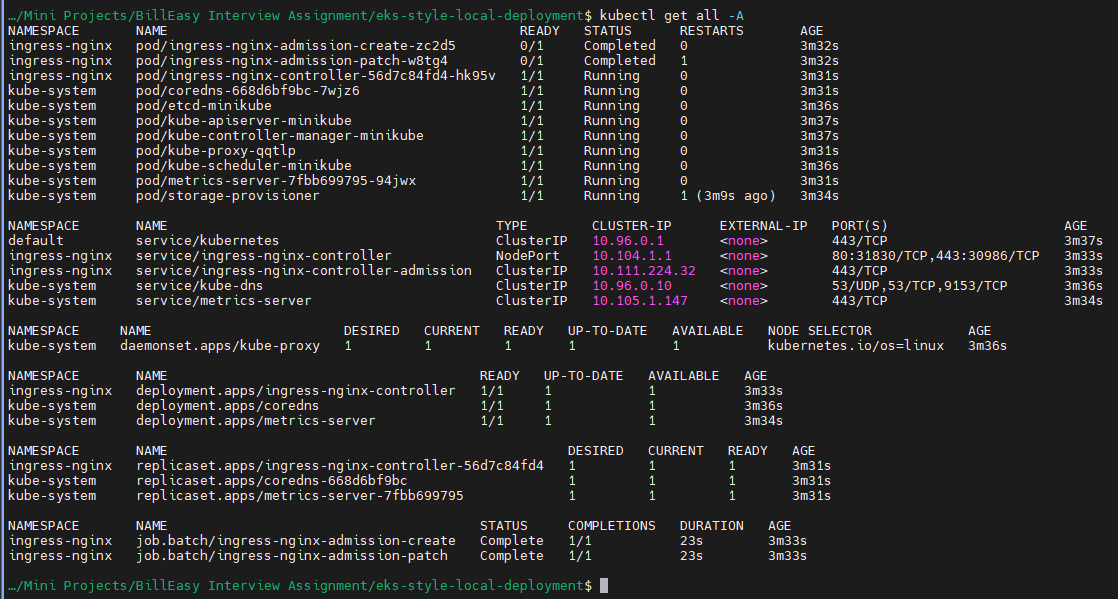 …/Mini Projects/BillEasy Interview Assignment/eks-style-local-deployment$ kubectl get all -A
NAMESPACE NAME READY STATUS RESTARTS AGE
ingress-nginx pod/ingress-nginx-admission-create-zc2d5 0/1 Completed 0 3m32s
ingress-nginx pod/ingress-nginx-admission-patch-w8tg4 0/1 Completed 1 3m32s
ingress-nginx pod/ingress-nginx-controller-56d7c84fd4-hk95v 1/1 Running 0 3m31s
kube-system pod/coredns-668d6bf9bc-7wjz6 1/1 Running 0 3m31s
kube-system pod/etcd-minikube 1/1 Running 0 3m36s
kube-system pod/kube-apiserver-minikube 1/1 Running 0 3m37s
kube-system pod/kube-controller-manager-minikube 1/1 Running 0 3m37s
kube-system pod/kube-proxy-qqtlp 1/1 Running 0 3m31s
kube-system pod/kube-scheduler-minikube 1/1 Running 0 3m36s
kube-system pod/metrics-server-7fbb699795-94jwx 1/1 Running 0 3m31s
kube-system pod/storage-provisioner 1/1 Running 1 (3m9s ago) 3m34s
NAMESPACE NAME TYPE CLUSTER-IP EXTERNAL-IP PORT(S) AGE
default service/kubernetes ClusterIP 10.96.0.1 <none> 443/TCP 3m37s
ingress-nginx service/ingress-nginx-controller NodePort 10.104.1.1 <none> 80:31830/TCP,443:30986/TCP 3m33s
ingress-nginx service/ingress-nginx-controller-admission ClusterIP 10.111.224.32 <none> 443/TCP 3m33s
kube-system service/kube-dns ClusterIP 10.96.0.10 <none> 53/UDP,53/TCP,9153/TCP 3m36s
kube-system service/metrics-server ClusterIP 10.105.1.147 <none> 443/TCP 3m34s
NAMESPACE NAME DESIRED CURRENT READY UP-TO-DATE AVAILABLE NODE SELECTOR AGE
kube-system daemonset.apps/kube-proxy 1 1 1 1 1 kubernetes.io/os=linux 3m36s
NAMESPACE NAME READY UP-TO-DATE AVAILABLE AGE
ingress-nginx deployment.apps/ingress-nginx-controller 1/1 1 1 3m33s
kube-system deployment.apps/coredns 1/1 1 1 3m36s
kube-system deployment.apps/metrics-server 1/1 1 1 3m34s
NAMESPACE NAME DESIRED CURRENT READY AGE
ingress-nginx replicaset.apps/ingress-nginx-controller-56d7c84fd4 1 1 1 3m31s
kube-system replicaset.apps/coredns-668d6bf9bc 1 1 1 3m31s
kube-system replicaset.apps/metrics-server-7fbb699795 1 1 1 3m31s
NAMESPACE NAME STATUS COMPLETIONS DURATION AGE
ingress-nginx job.batch/ingress-nginx-admission-create Complete 1/1 23s 3m33s
ingress-nginx job.batch/ingress-nginx-admission-patch Complete 1/1 23s 3m33s
…/Mini Projects/BillEasy Interview Assignment/eks-style-local-deployment$